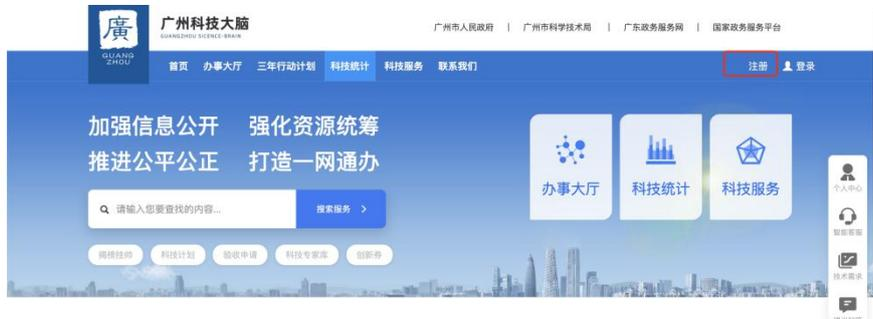 廣
GUANG
ZHOU
广州科技大脑
GUANGZHOU SICENCE-BRAIN
广州市人民政府 | 广州市科学技术局 | 广东政务服务网 | 国家政务服务平台
首页 办事大厅 三年行动计划 科技统计 科技服务 联系我们 注册 登录
加强信息公开 强化资源统筹
推进公平公正 打造一网通办
请输入您要查找的内容... 搜索服务 >
揭榜挂帅 科技计划 验收申请 科技专家库 创新券
办事大厅 科技统计 科技服务
个人中心
智能客服
技术需求